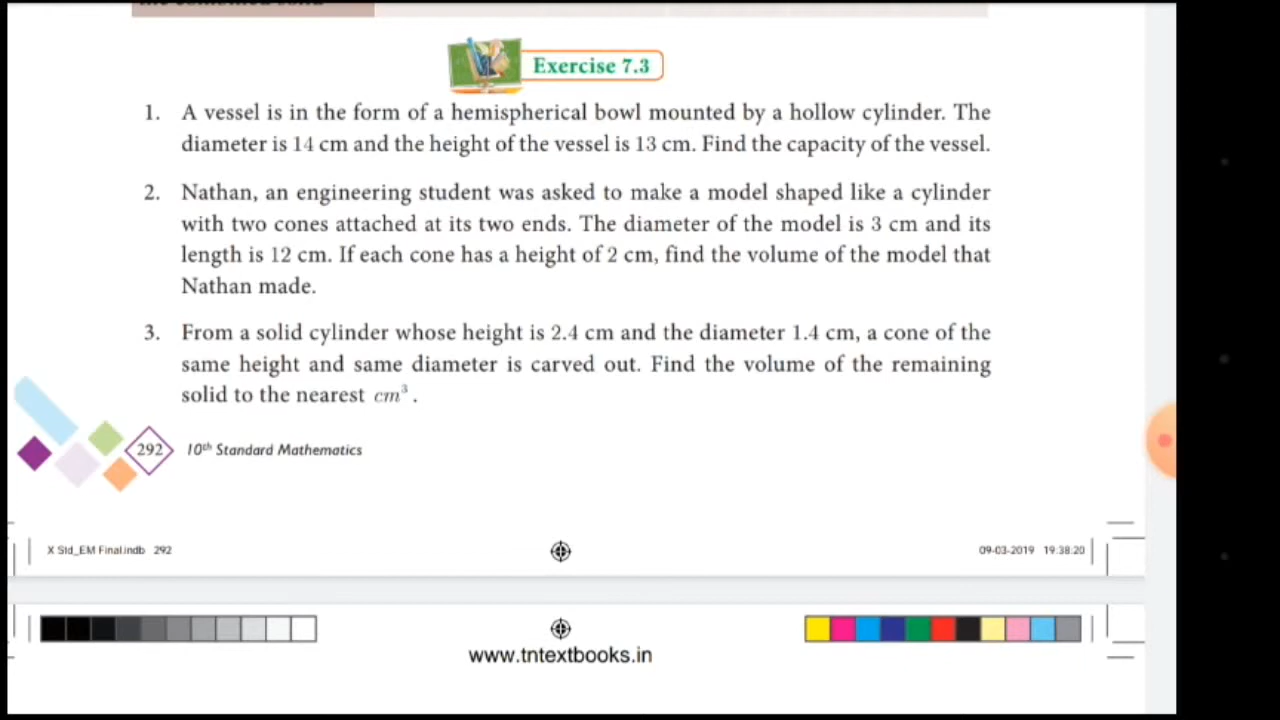 the combined solid
Exercise 7.3
1. A vessel is in the form of a hemispherical bowl mounted by a hollow cylinder. The
diameter is 14 cm and the height of the vessel is 13 cm. Find the capacity of the vessel.
2. Nathan, an engineering student was asked to make a model shaped like a cylinder
with two cones attached at its two ends. The diameter of the model is 3 cm and its
length is 12 cm. If each cone has a height of 2 cm, find the volume of the model that
Nathan made.
3. From a solid cylinder whose height is 2.4 cm and the diameter 1.4 cm, a cone of the
same height and same diameter is carved out. Find the volume of the remaining
solid to the nearest cm³ .
292 10th Standard Mathematics
X Std_EM Final.indb 292
09-03-2019 19:38:20
www.tntextbooks.in